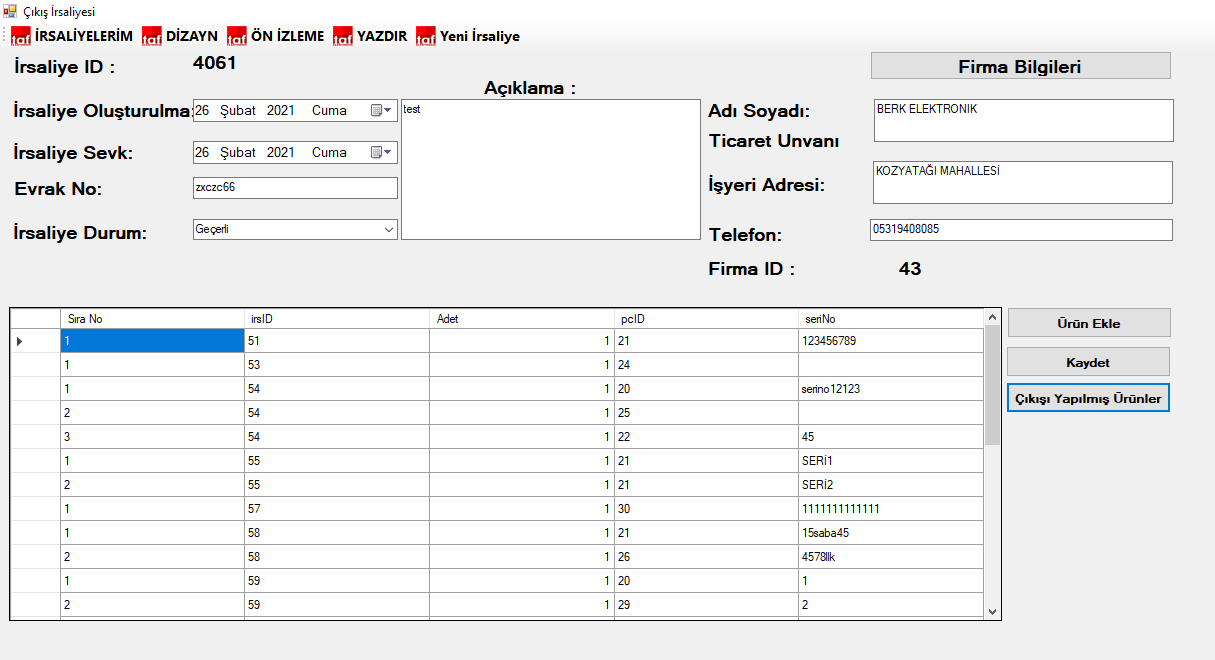 Çıkış İrsaliyesi
taf İRSALİYELERİM taf DİZAYN taf ÖN İZLEME taf YAZDIR taf Yeni İrsaliye
İrsaliye ID : 4061
Firma Bilgileri
Açıklama :
İrsaliye Oluşturulma: 26 Şubat 2021 Cuma
test
Adı Soyadı: BERK ELEKTRONIK
Ticaret Unvanı
İrsaliye Sevk: 26 Şubat 2021 Cuma
Evrak No: zxczc66
İşyeri Adresi: KOZYATAĞI MAHALLESİ
İrsaliye Durum: Geçerli
Telefon: 05319408085
Firma ID : 43
Sıra No irsID Adet pcID seriNo
1 51 1 21 123456789
1 53 1 24
1 54 1 20 serino12123
2 54 1 25
3 54 1 22 45
1 55 1 21 SERİ1
2 55 1 21 SERİ2
1 57 1 30 1111111111111
1 58 1 21 15saba45
2 58 1 26 4578llk
1 59 1 20 1
2 59 1 29 2
Ürün Ekle
Kaydet
Çıkışı Yapılmış Ürünler